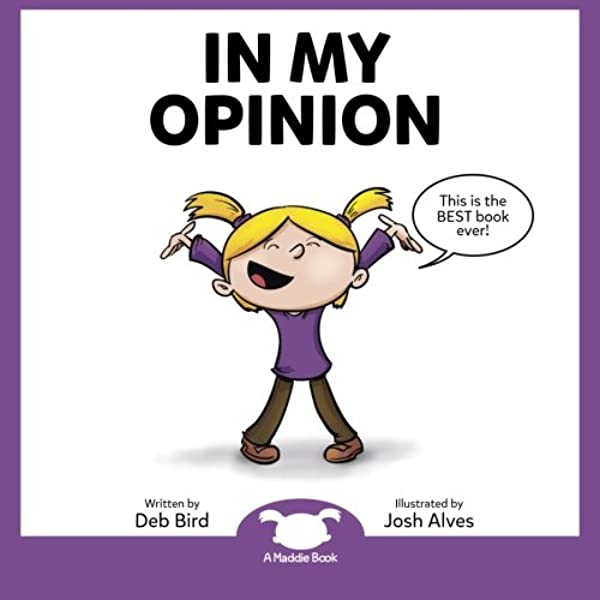 IN MY
OPINION
This is the
BEST book
ever!
Written by
Deb Bird
Illustrated by
Josh Alves
A Maddie Book